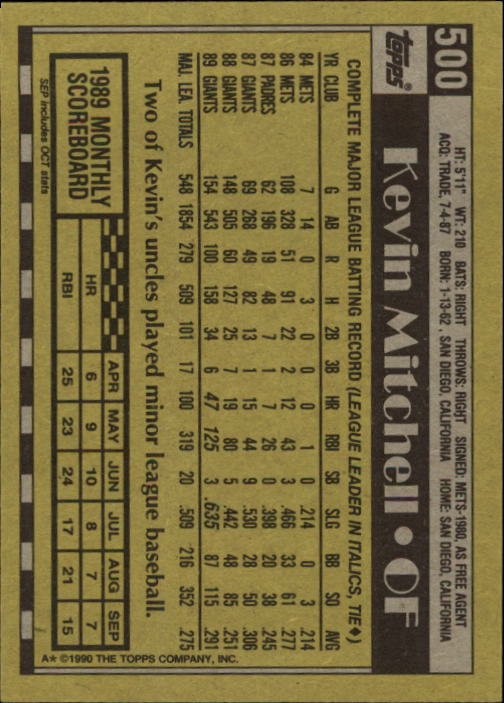 500
HT: 5'11" WT: 210 BATS: RIGHT THROWS: RIGHT SIGNED: METS-1980, AS FREE AGENT
ACQ: TRADE, 7-4-87 BORN: 1-13-62, SAN DIEGO, CALIFORNIA HOME: SAN DIEGO, CALIFORNIA
topps® Kevin Mitchell • OF
COMPLETE MAJOR LEAGUE BATTING RECORD (LEAGUE LEADER IN ITALICS, TIE♦)
YR CLUB G AB R H 2B 3B HR RBI SB SLG BB SO AVG
84 METS 7 14 0 3 0 0 0 1 0 .214 0 3 .214
86 METS 108 328 51 91 22 2 12 43 3 .466 33 61 .277
87 PADRES 62 196 19 48 7 1 7 26 0 .398 20 38 .245
87 GIANTS 69 268 49 82 13 1 15 44 9 .530 28 50 .306
88 GIANTS 148 505 60 127 25 7 19 80 5 .442 48 85 .251
89 GIANTS 154 543 100 158 34 6 47 125 3 .635 87 115 .291
MAJ. LEA. TOTALS 548 1854 279 509 101 17 100 319 20 .509 216 352 .275
Two of Kevin's uncles played minor league baseball.
1989 MONTHLY
SCOREBOARD
SEP includes OCT stats
APR MAY JUN JUL AUG SEP
HR 6 9 10 8 7 7
RBI 25 23 24 17 21 15
A* ©1990 THE TOPPS COMPANY, INC.